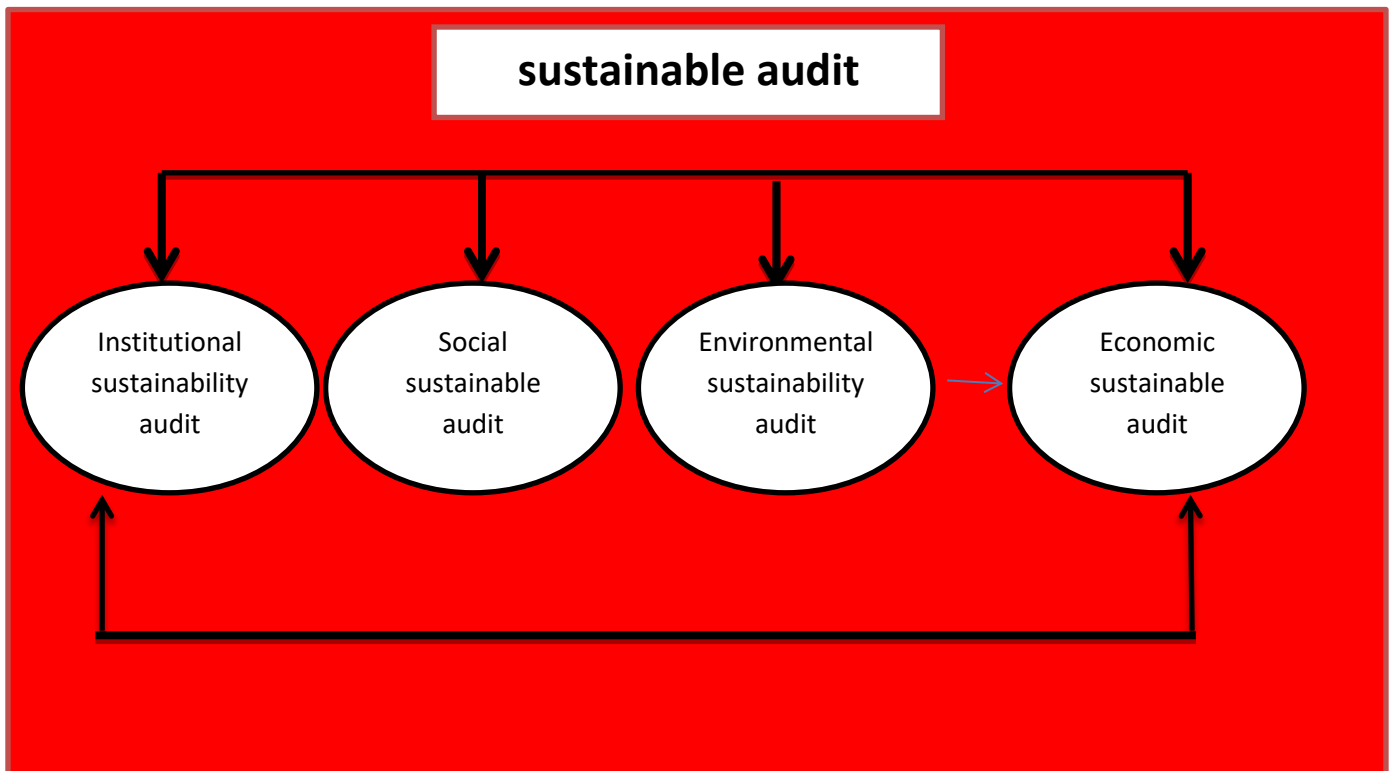 sustainable audit
Institutional
sustainability
audit
Social
sustainable
audit
Environmental
sustainability
audit
Economic
sustainable
audit